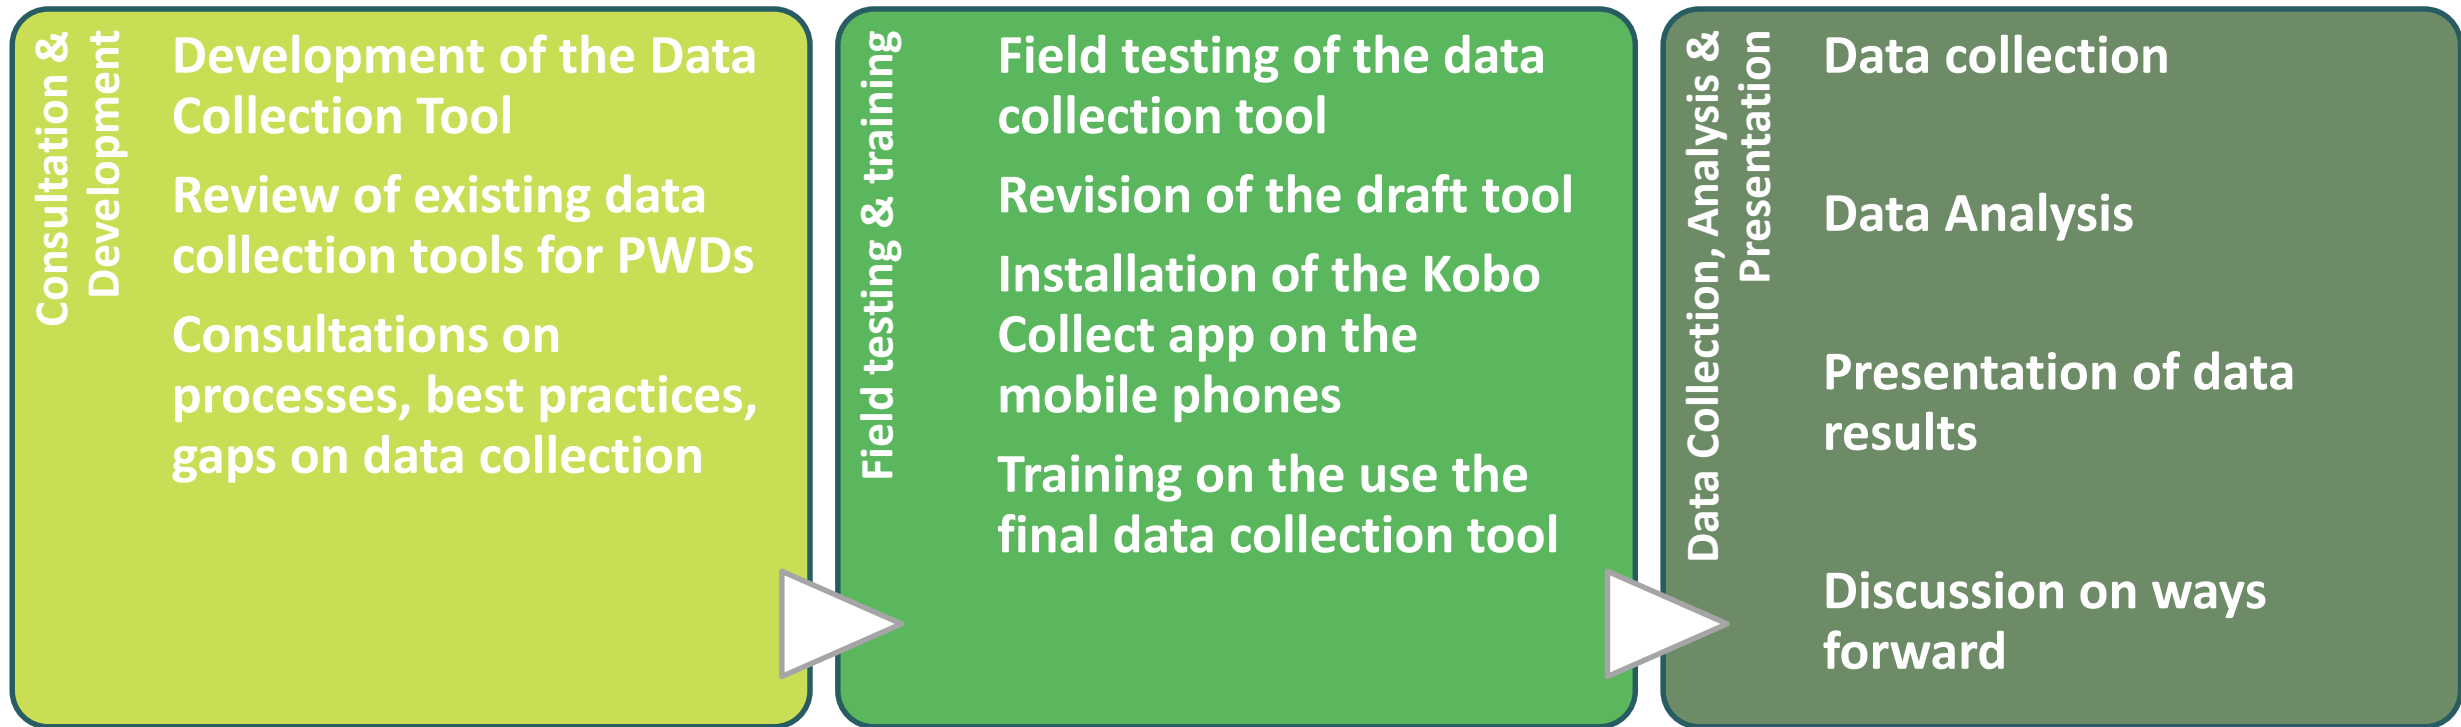 Consultation &
Development
Development of the Data
Collection Tool
Review of existing data
collection tools for PWDs
Consultations on
processes, best practices,
gaps on data collection
Field testing & training
Field testing of the data
collection tool
Revision of the draft tool
Installation of the Kobo
Collect app on the
mobile phones
Training on the use the
final data collection tool
Data Collection, Analysis &
Presentation
Data collection
Data Analysis
Presentation of data
results
Discussion on ways
forward